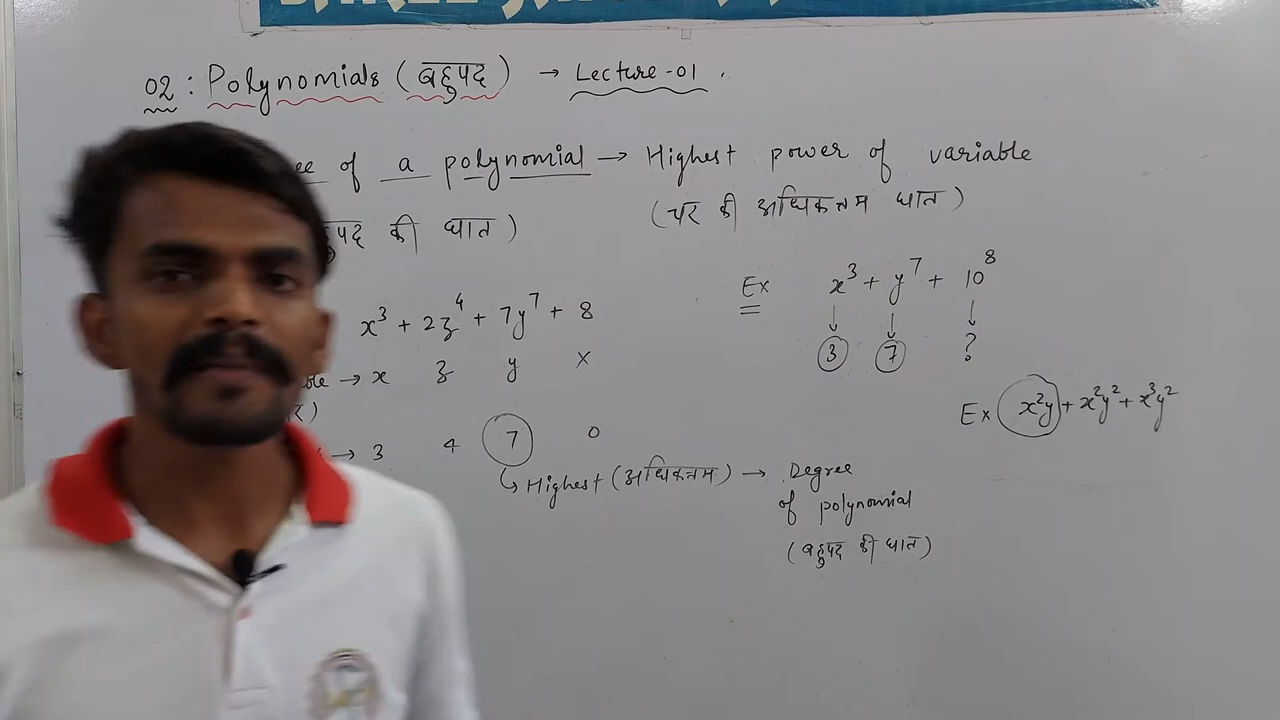 02 : Polynomials (बहुपद) → Lecture-01 .
of a polynomial → Highest power of variable
की घात) (चर की अधिकतम घात)
Ex x³ + y⁷ + 10⁸
3 7 ?
x³ + 2z⁴ + 7y⁷ + 8
→ x z y ×
Ex x²y + x²y² + x³y²
→ 3 4 7 0
Highest (अधिकतम) → Degree
of polynomial
(बहुपद की घात)